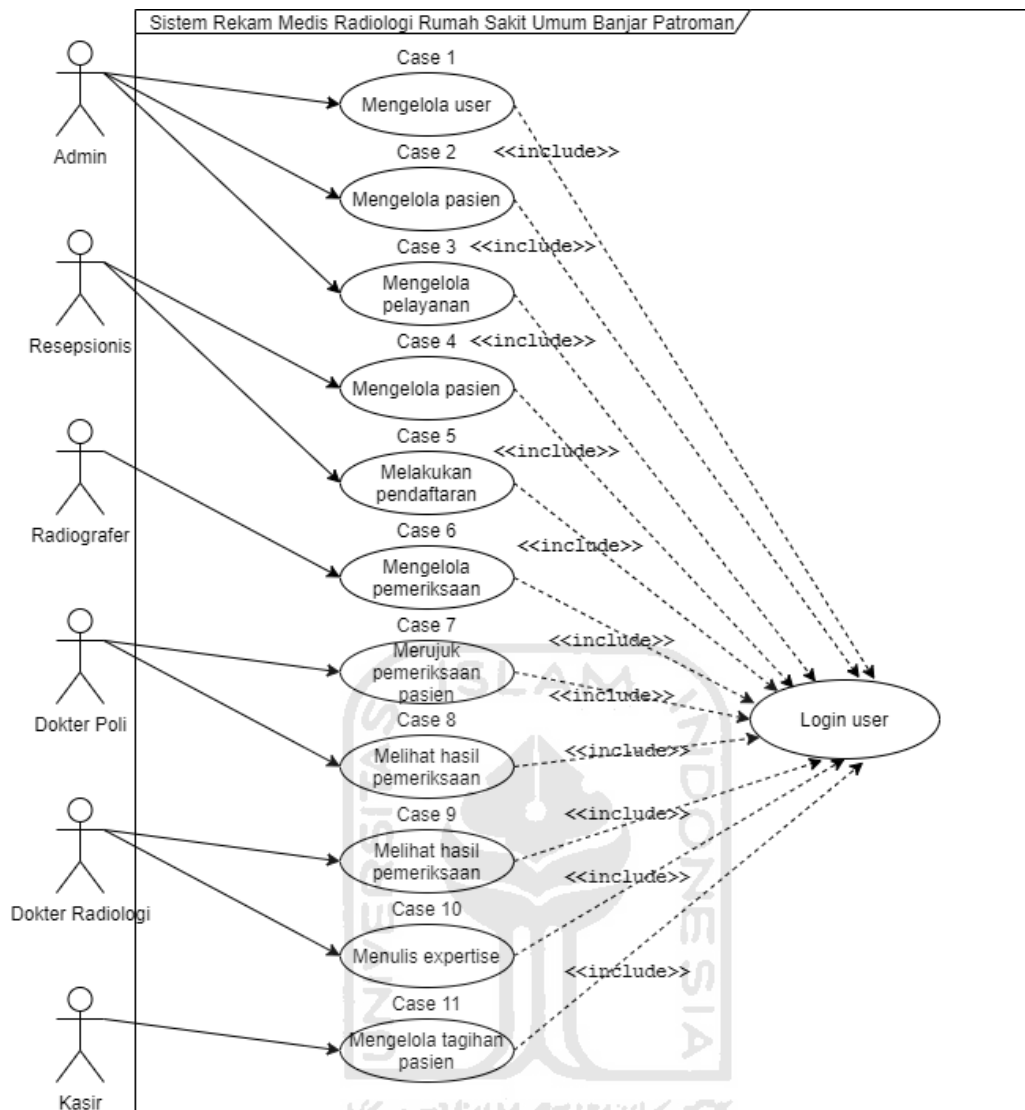 Sistem Rekam Medis Radiologi Rumah Sakit Umum Banjar Patroman
Case 1
Mengelola user
Admin
Case 2
<<include>>
Mengelola pasien
Case 3
<<include>>
Mengelola
pelayanan
Resepsionis
Case 4
<<include>>
Mengelola pasien
Case 5
<<include>>
Melakukan
pendaftaran
Radiografer
Case 6
<<include>>
Mengelola
pemeriksaan
Case 7
<<include>>
Merujuk
pemeriksaan
pasien
<<include>>
Dokter Poli
Case 8
Login user
<<include>>
Melihat hasil
pemeriksaan
Case 9
<<include>>
Melihat hasil
pemeriksaan
<<include>>
Dokter Radiologi
Case 10
Menulis expertise
<<include>>
Case 11
Mengelola tagihan
pasien
Kasir
UNIVERSITAS
ISLAM
INDONESIA